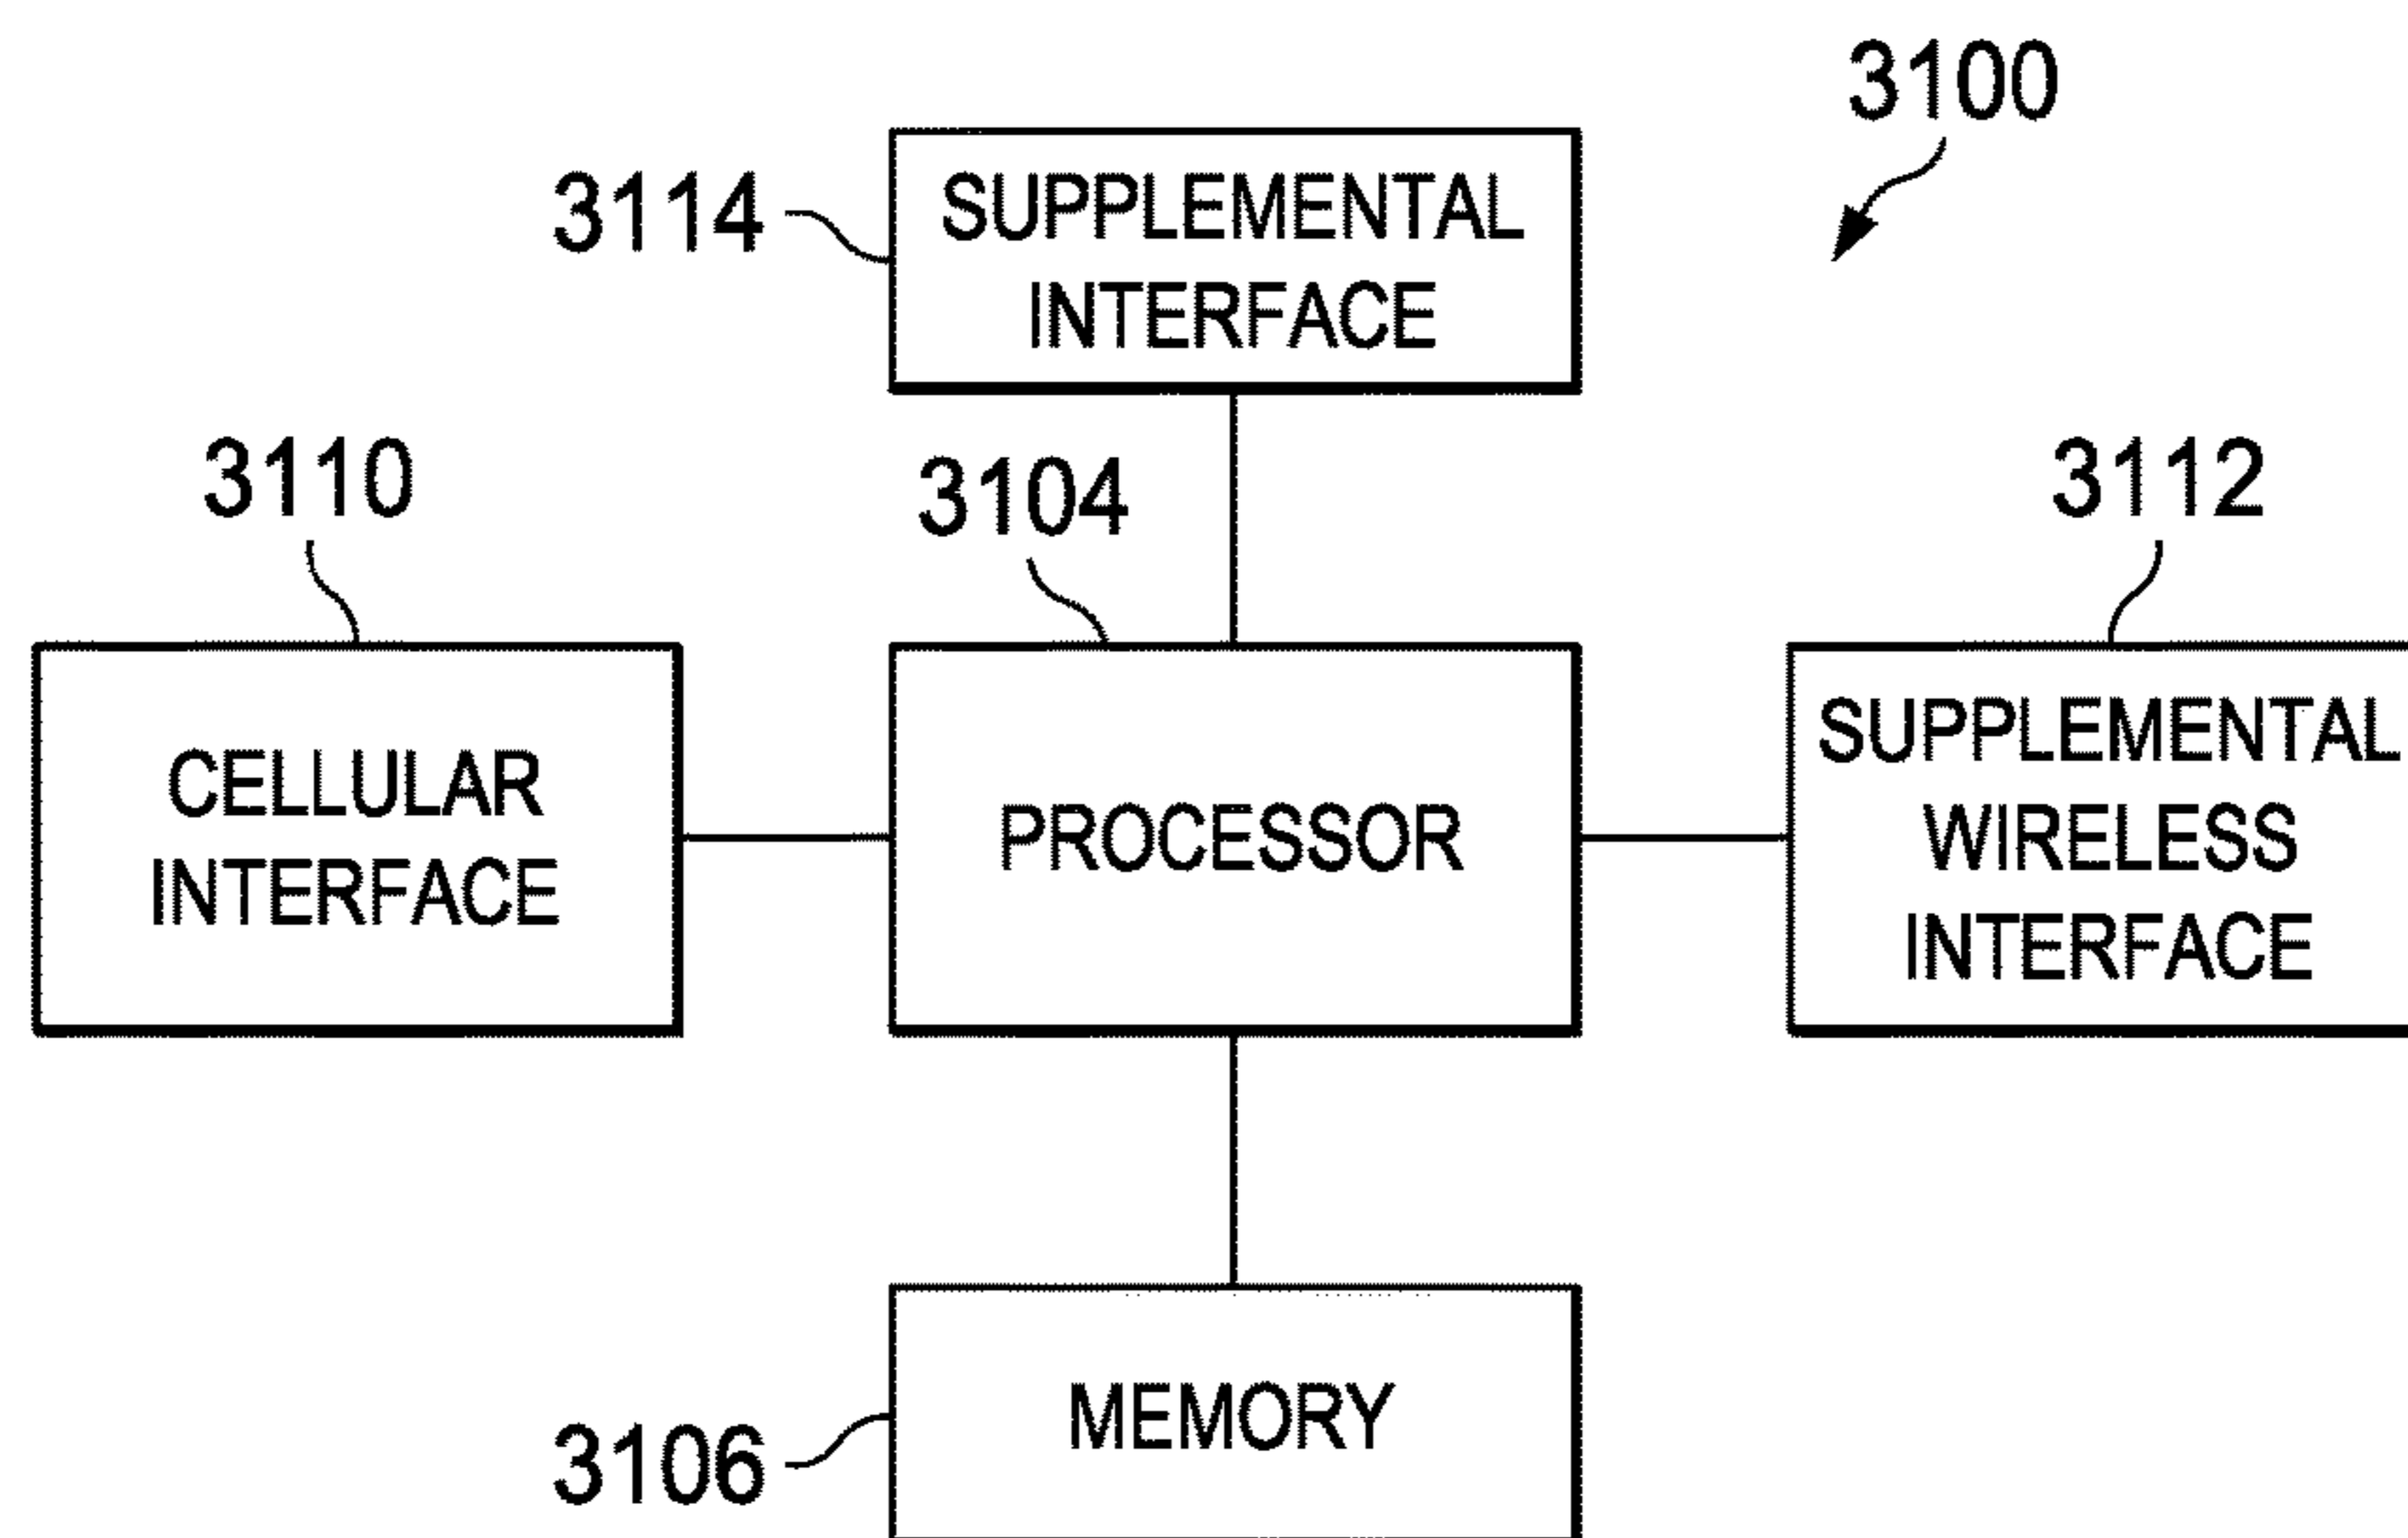 3100
3114
SUPPLEMENTAL
INTERFACE
3110
3104
3112
CELLULAR
INTERFACE
PROCESSOR
SUPPLEMENTAL
WIRELESS
INTERFACE
3106
MEMORY